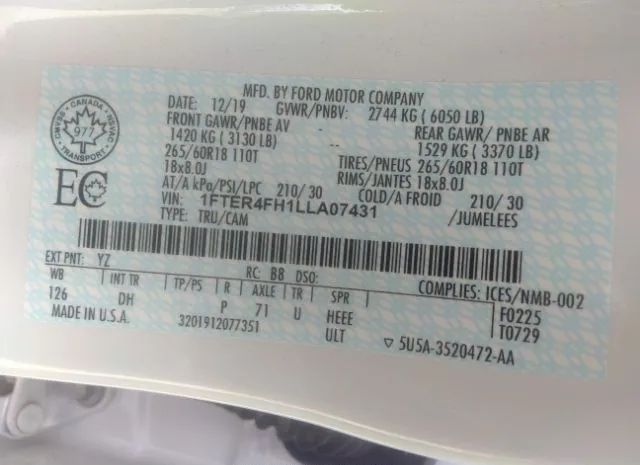 MFD. BY FORD MOTOR COMPANY
DATE: 12/19 GVWR/PNBV: 2744 KG ( 6050 LB)
FRONT GAWR/PNBE AV REAR GAWR/ PNBE AR
1420 KG ( 3130 LB) 1529 KG ( 3370 LB)
265/60R18 110T TIRES/PNEUS 265/60R18 110T
18x8.0J RIMS/JANTES 18x8.0J
AT/A kPa/PSI/LPC 210/ 30 COLD/A FROID 210/ 30
VIN: 1FTER4FH1LLA07431 /JUMELEES
TYPE: TRU/CAM
CANADA
977
TRANSPORT
EC
EXT PNT: YZ RC: B8 DSO: COMPLIES: ICES/NMB-002
WB INT TR TP/PS R AXLE TR SPR F0225
126 DH P 71 U HEEE T0729
MADE IN U.S.A. 3201912077351 ULT ▽ 5U5A-3520472-AA